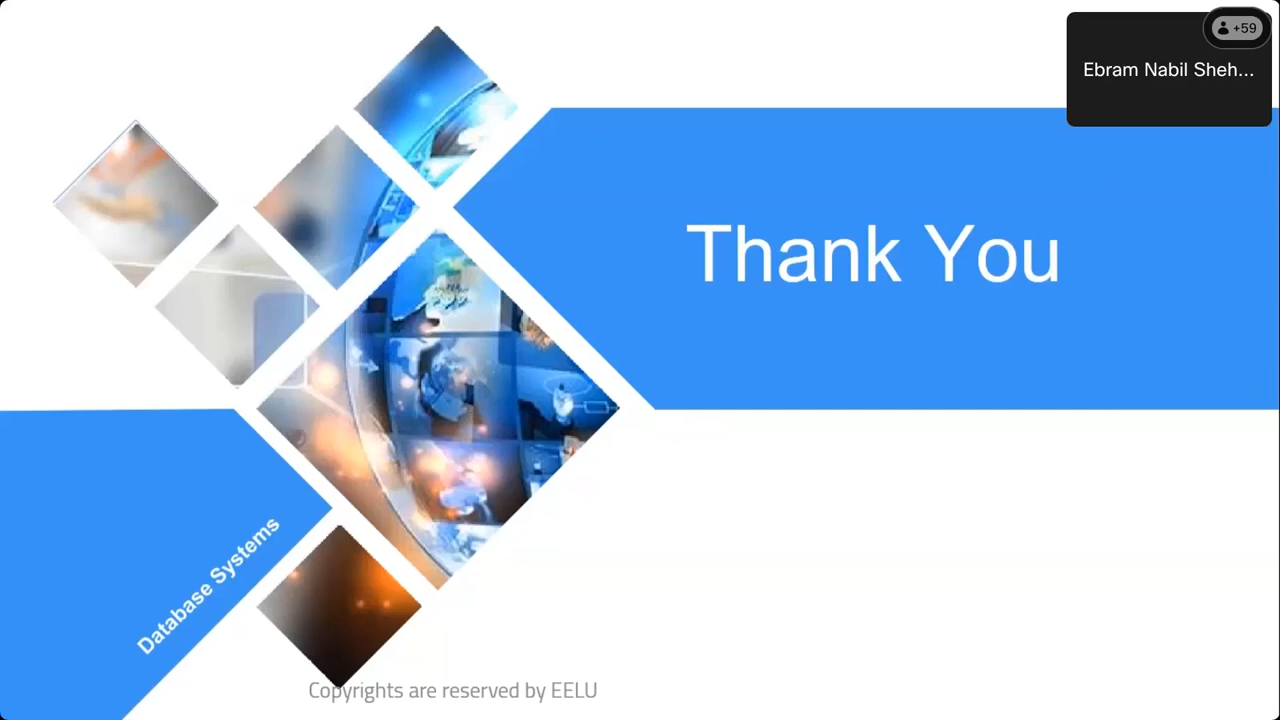 +59
Ebram Nabil Sheh...
Thank You
Database Systems
Copyrights are reserved by EELU